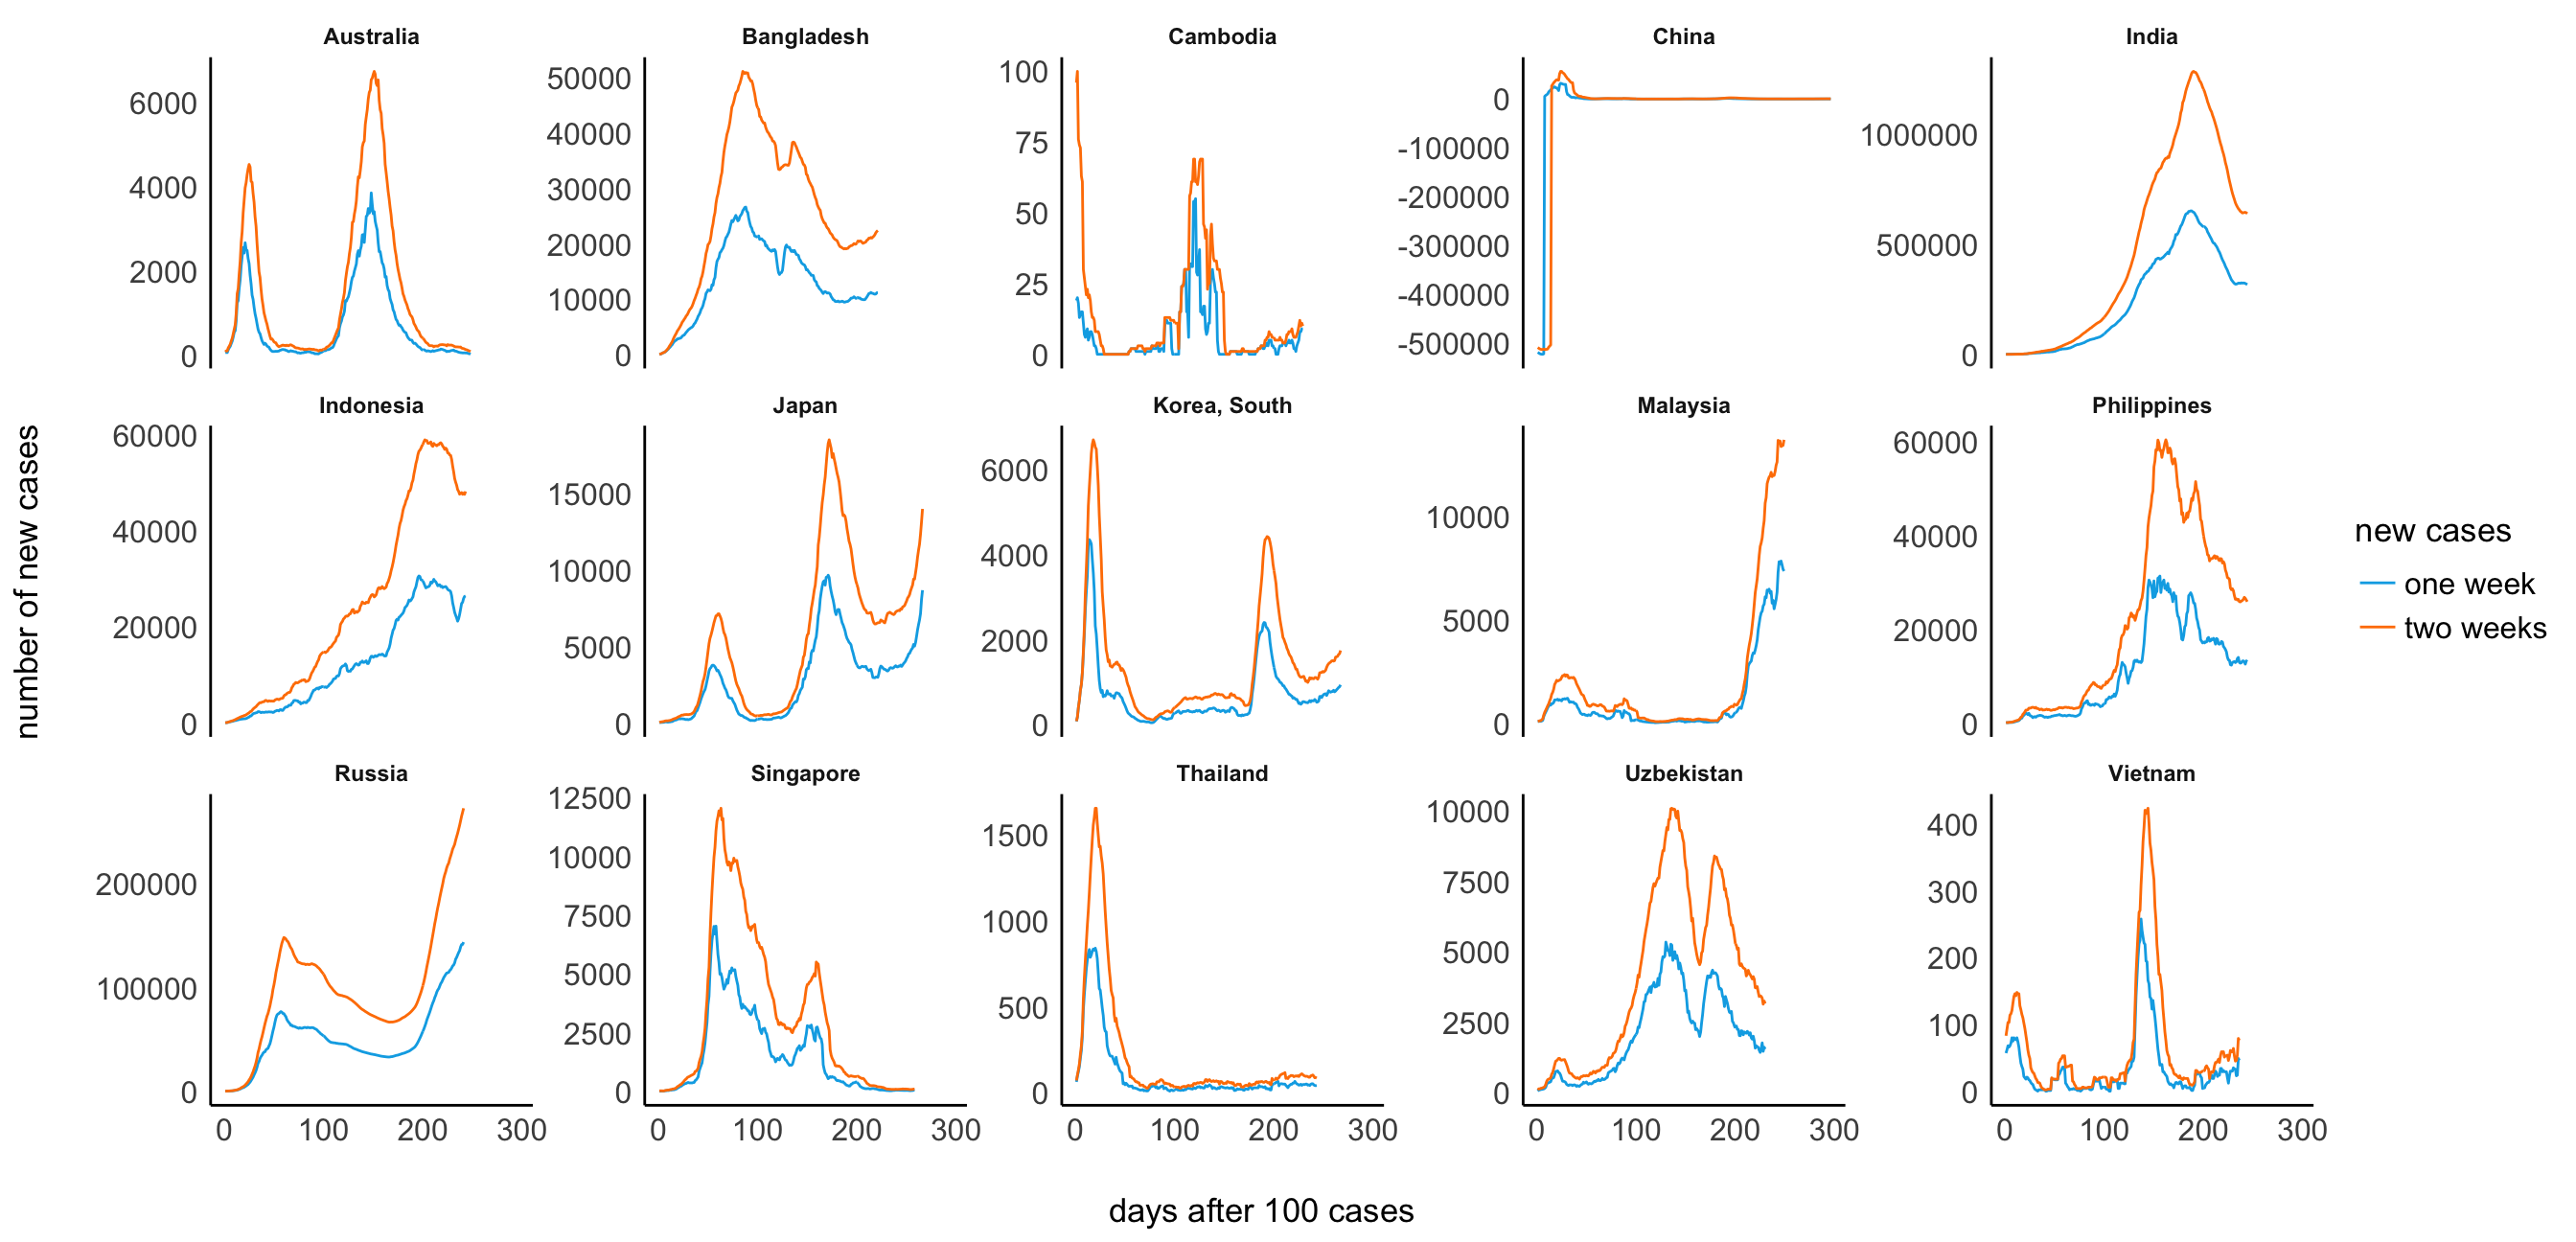 Australia
Bangladesh
Cambodia
China
India
6000
4000
2000
0
50000
40000
30000
20000
10000
0
100
75
50
25
0
0
-100000
-200000
-300000
-400000
-500000
1000000
500000
0
Indonesia
Japan
Korea, South
Malaysia
Philippines
60000
40000
20000
0
15000
10000
5000
0
6000
4000
2000
0
10000
5000
0
60000
40000
20000
0
Russia
Singapore
Thailand
Uzbekistan
Vietnam
200000
100000
0
12500
10000
7500
5000
2500
0
1500
1000
500
0
10000
7500
5000
2500
0
400
300
200
100
0
0 100 200 300
0 100 200 300
0 100 200 300
0 100 200 300
0 100 200 300
days after 100 cases
number of new cases
new cases
one week
two weeks